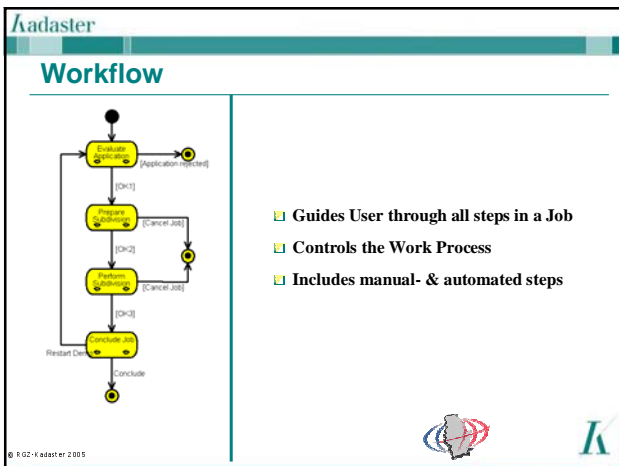 Kadaster
Workflow
Evaluate
Application
[Application rejected]
[OK1]
Prepare
Subdivision
[Cancel Job]
[OK2]
Perform
Subdivision
[Cancel Job]
[OK3]
Conclude Job
Restart Demo
Conclude
Guides User through all steps in a Job
Controls the Work Process
Includes manual- & automated steps
© RGZ-Kadaster 2005
K